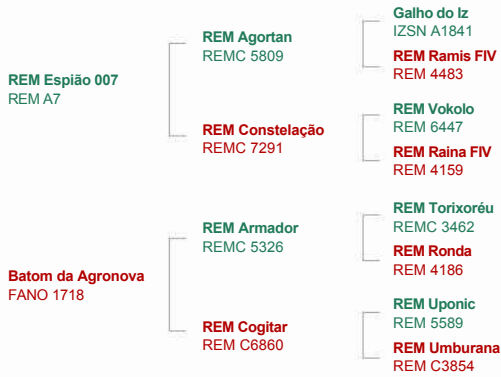 REM Espião 007
REM A7
REM Agortan
REMC 5809
Galho do Iz
IZSN A1841
REM Ramis FIV
REM 4483
REM Constelação
REMC 7291
REM Vokolo
REM 6447
REM Raina FIV
REM 4159
Batom da Agronova
FANO 1718
REM Armador
REMC 5326
REM Torixoréu
REMC 3462
REM Ronda
REM 4186
REM Cogitar
REM C6860
REM Uponic
REM 5589
REM Umburana
REM C3854